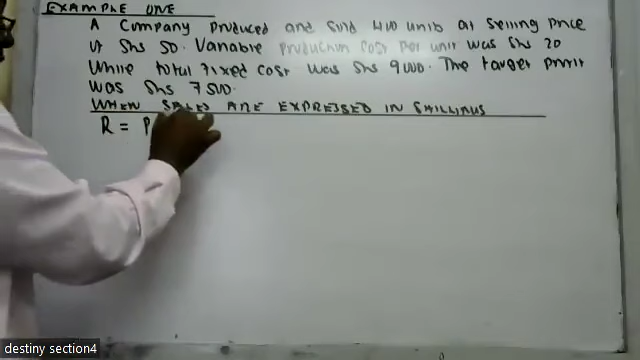 EXAMPLE ONE
A Company produced and sold 400 units at selling price
of Shs 50. Variable production cost per unit was Shs 20
While total fixed cost was Shs 9000. The target profit
was Shs 7500.
WHEN SALES ARE EXPRESSED IN SHILLINGS
R = P
destiny section4